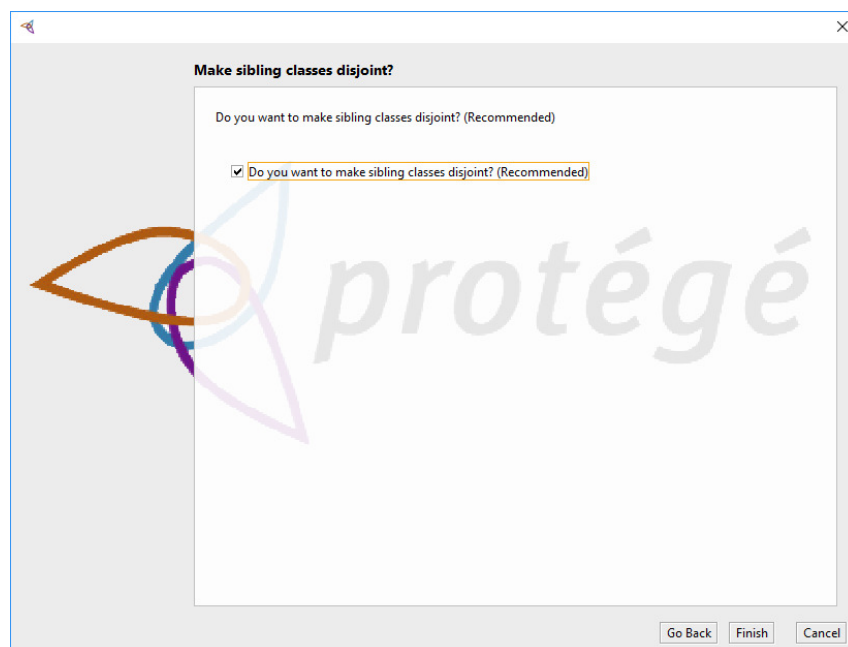 Make sibling classes disjoint?
Do you want to make sibling classes disjoint? (Recommended)
Do you want to make sibling classes disjoint? (Recommended)
protégé
Go Back Finish Cancel